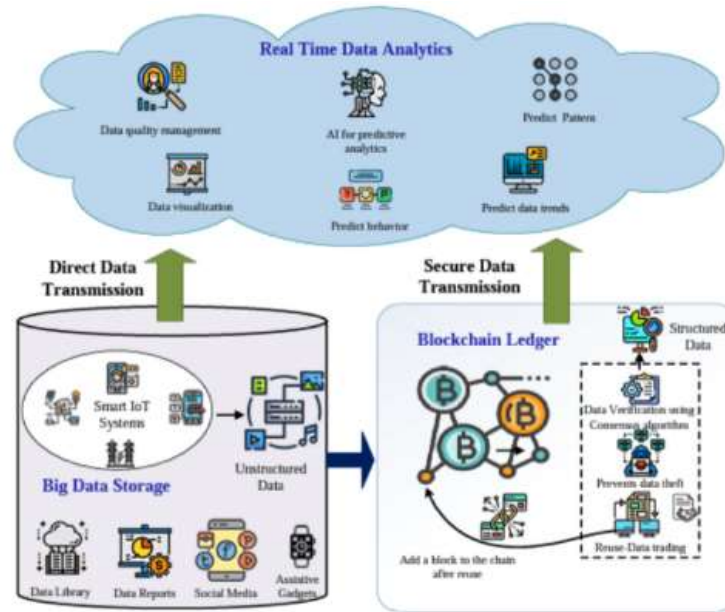 Real Time Data Analytics
Data quality management
AI for predictive
analytics
Predict Pattern
Data visualization
Predict behavior
Predict data trends
Direct Data
Transmission
Secure Data
Transmission
Smart IoT
Systems
Unstructured
Data
Big Data Storage
Data Library
Data Reports
Social Media
Assistive
Gadgets
Blockchain Ledger
Structured
Data
Data Verification using
Consensus algorithm
Prevents data theft
Reuse-Data trading
Add a block to the chain
after reuse